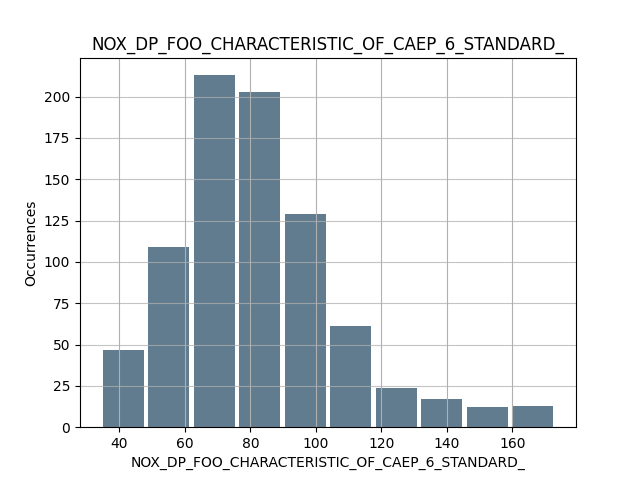 NOX_DP_FOO_CHARACTERISTIC_OF_CAEP_6_STANDARD_
200
175
150
125
100
75
50
25
0
Occurrences
40 60 80 100 120 140 160
NOX_DP_FOO_CHARACTERISTIC_OF_CAEP_6_STANDARD_